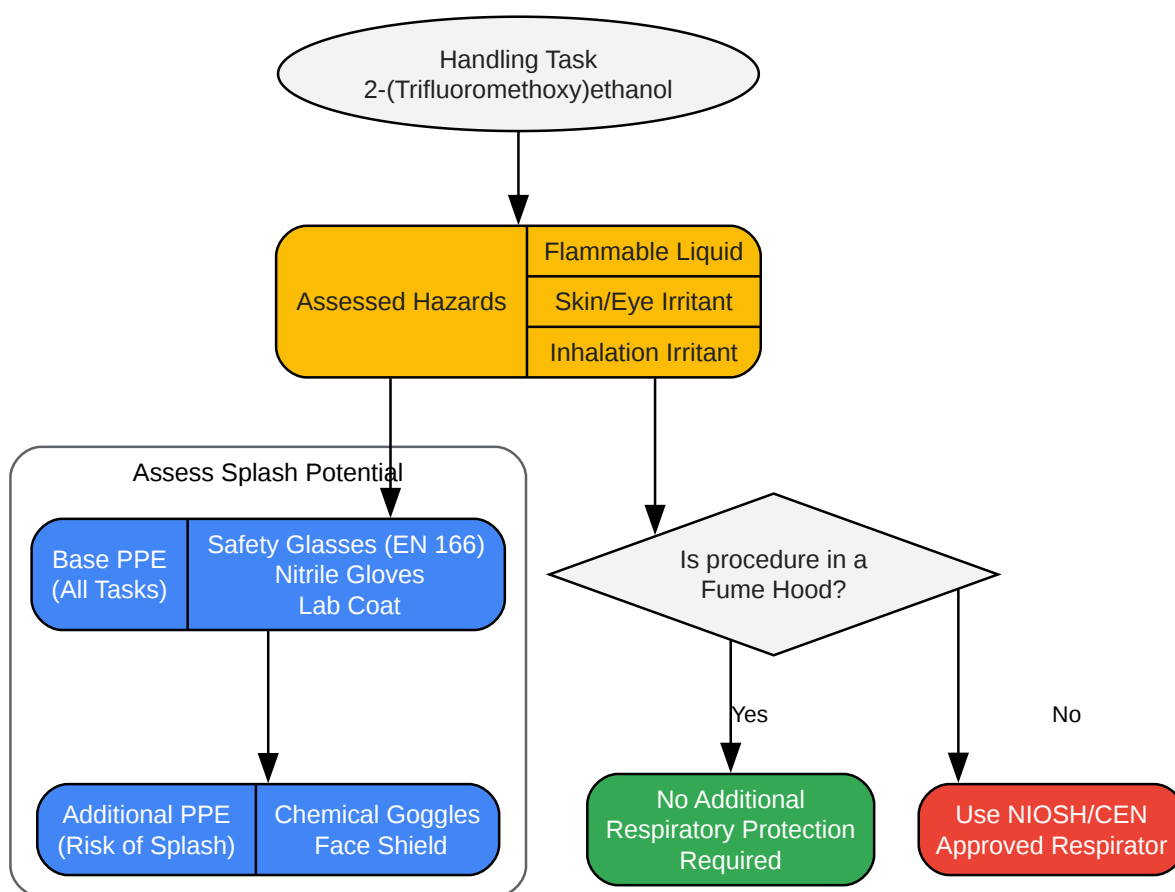 Handling Task
2-(Trifluoromethoxy)ethanol
Assessed Hazards
Flammable Liquid
Skin/Eye Irritant
Inhalation Irritant
Assess Splash Potential
Base PPE
(All Tasks)
Safety Glasses (EN 166)
Nitrile Gloves
Lab Coat
Is procedure in a
Fume Hood?
Yes
No
Additional PPE
(Risk of Splash)
Chemical Goggles
Face Shield
No Additional
Respiratory Protection
Required
Use NIOSH/CEN
Approved Respirator